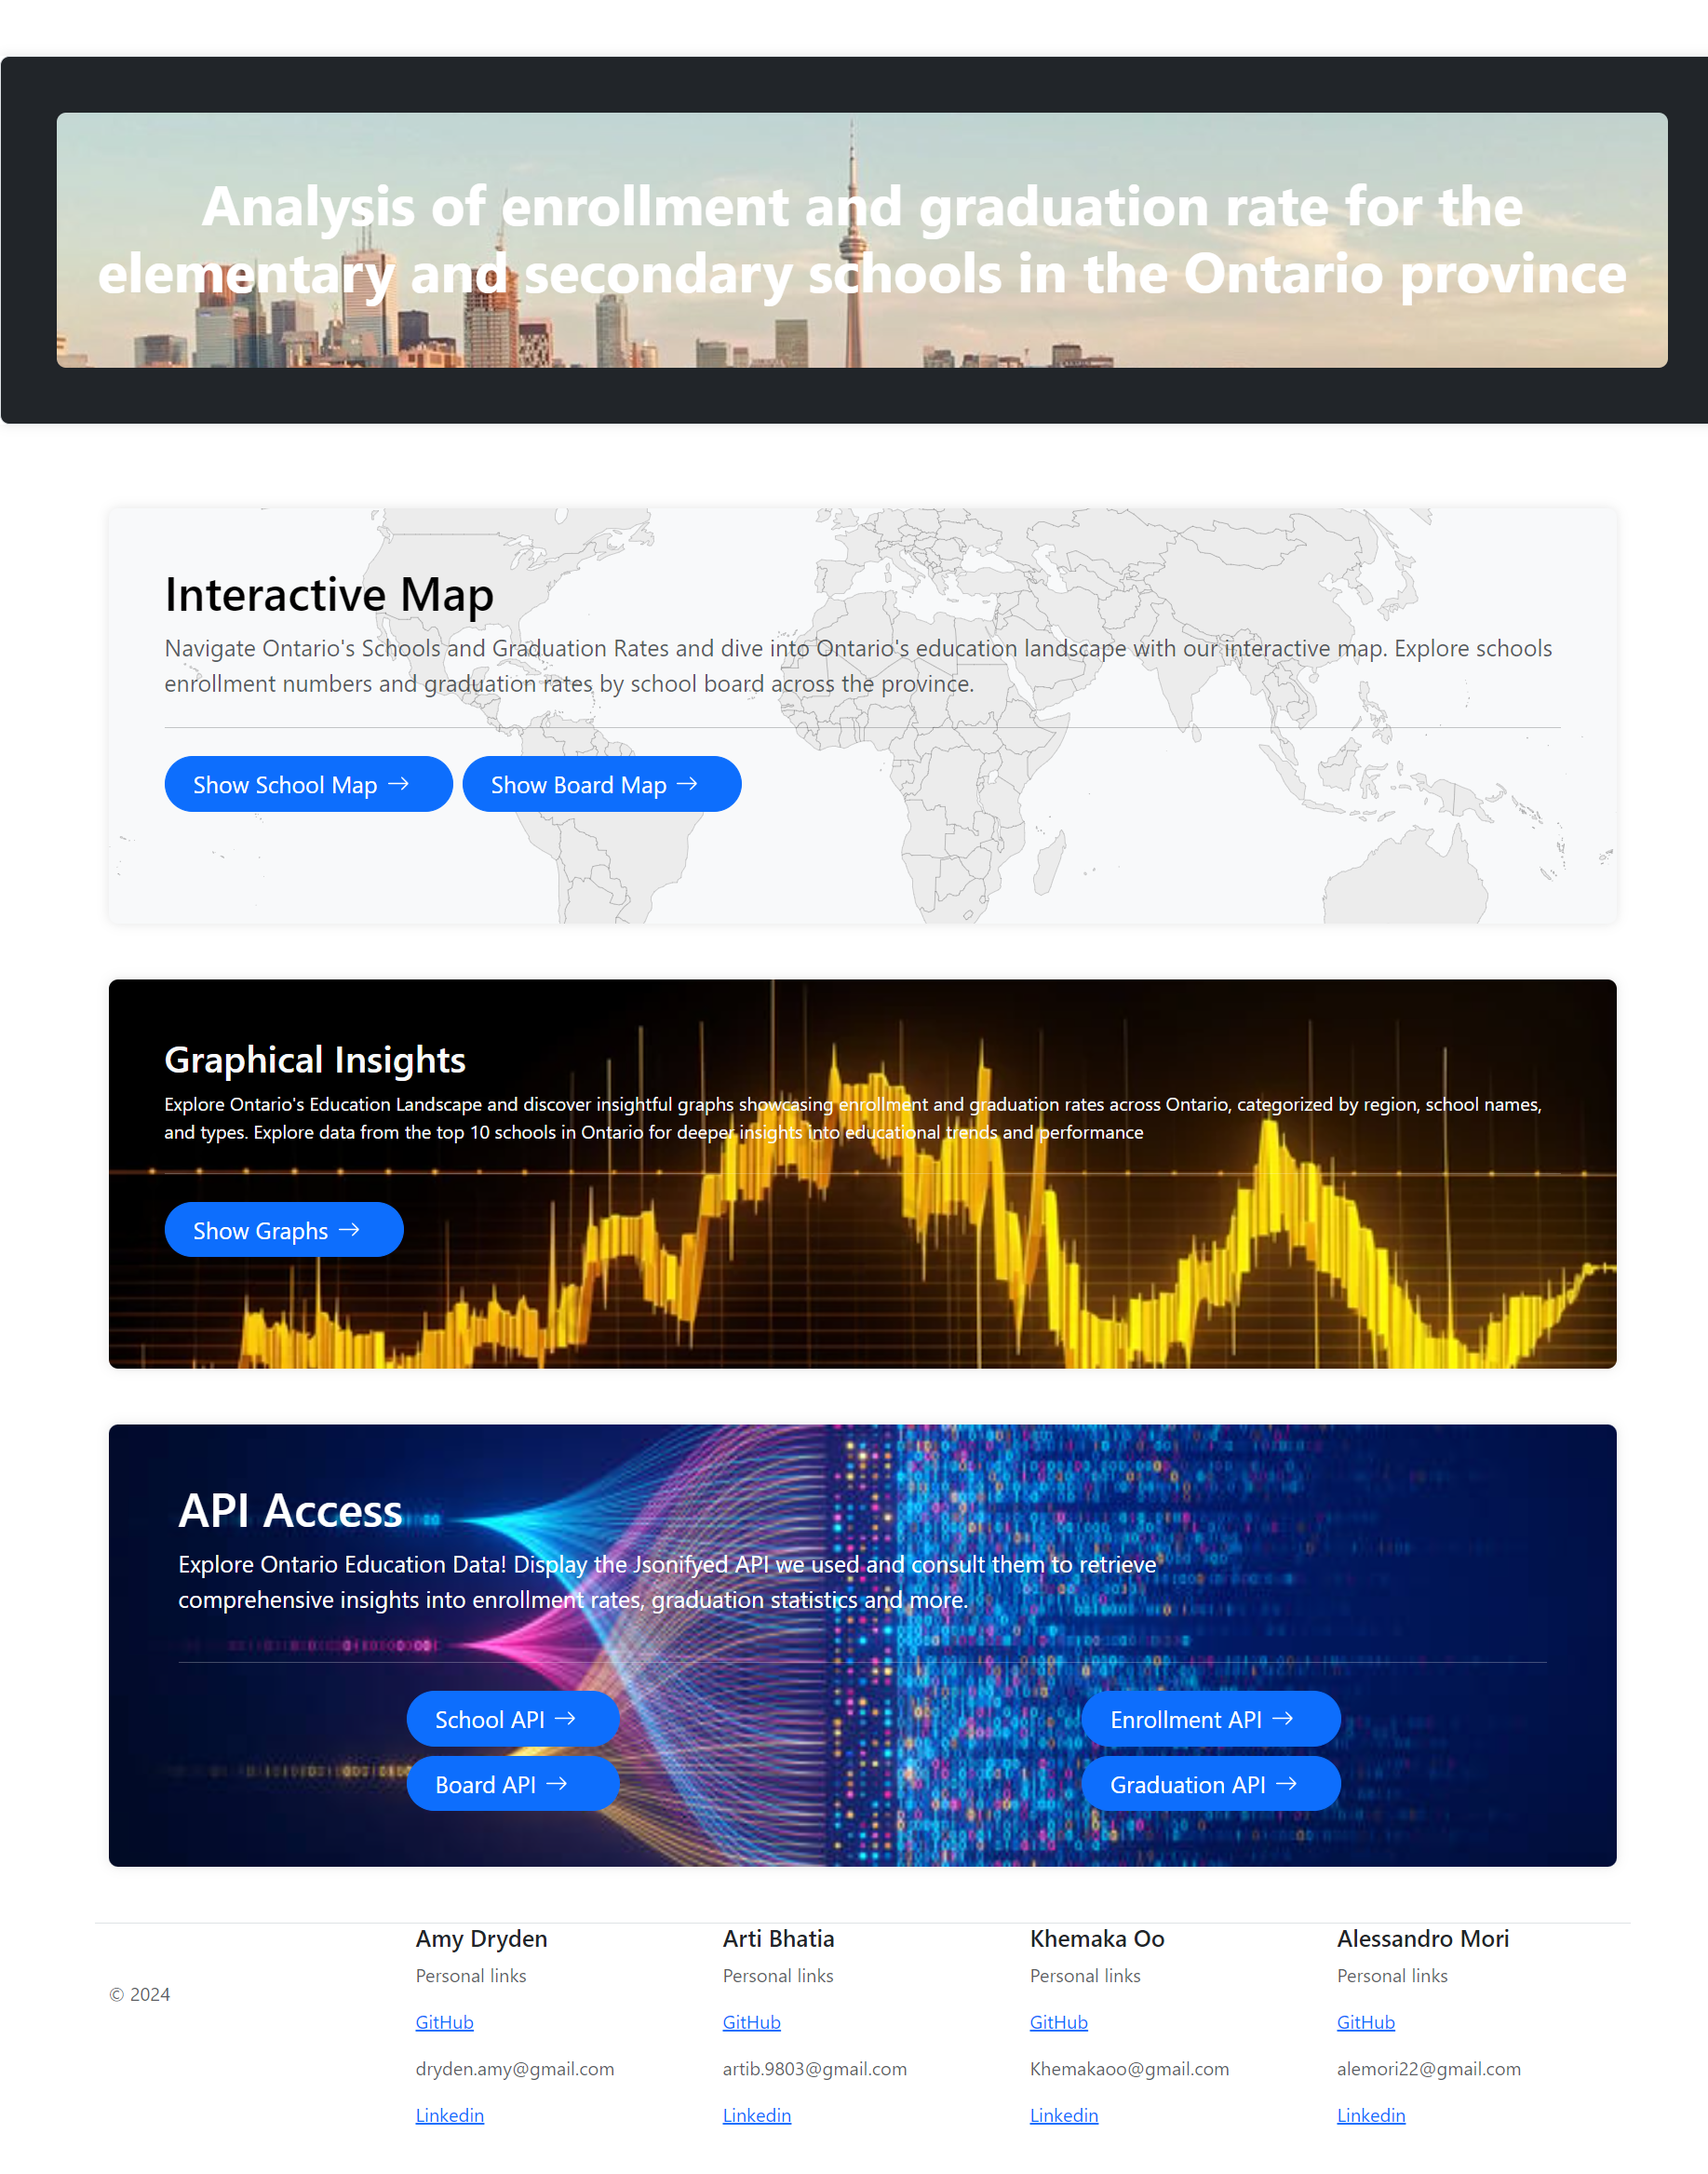 Analysis of enrollment and graduation rate for the
elementary and secondary schools in the Ontario province
Interactive Map
Navigate Ontario's Schools and Graduation Rates and dive into Ontario's education landscape with our interactive map. Explore schools
enrollment numbers and graduation rates by school board across the province.
Show School Map →
Show Board Map →
Graphical Insights
Explore Ontario's Education Landscape and discover insightful graphs showcasing enrollment and graduation rates across Ontario, categorized by region, school names,
and types. Explore data from the top 10 schools in Ontario for deeper insights into educational trends and performance
Show Graphs →
API Access
Explore Ontario Education Data! Display the Jsonifyed API we used and consult them to retrieve
comprehensive insights into enrollment rates, graduation statistics and more.
School API →
Board API →
Enrollment API →
Graduation API →
© 2024
Amy Dryden
Personal links
GitHub
dryden.amy@gmail.com
Linkedin
Arti Bhatia
Personal links
GitHub
artib.9803@gmail.com
Linkedin
Khemaka Oo
Personal links
GitHub
Khemakaoo@gmail.com
Linkedin
Alessandro Mori
Personal links
GitHub
alemori22@gmail.com
Linkedin